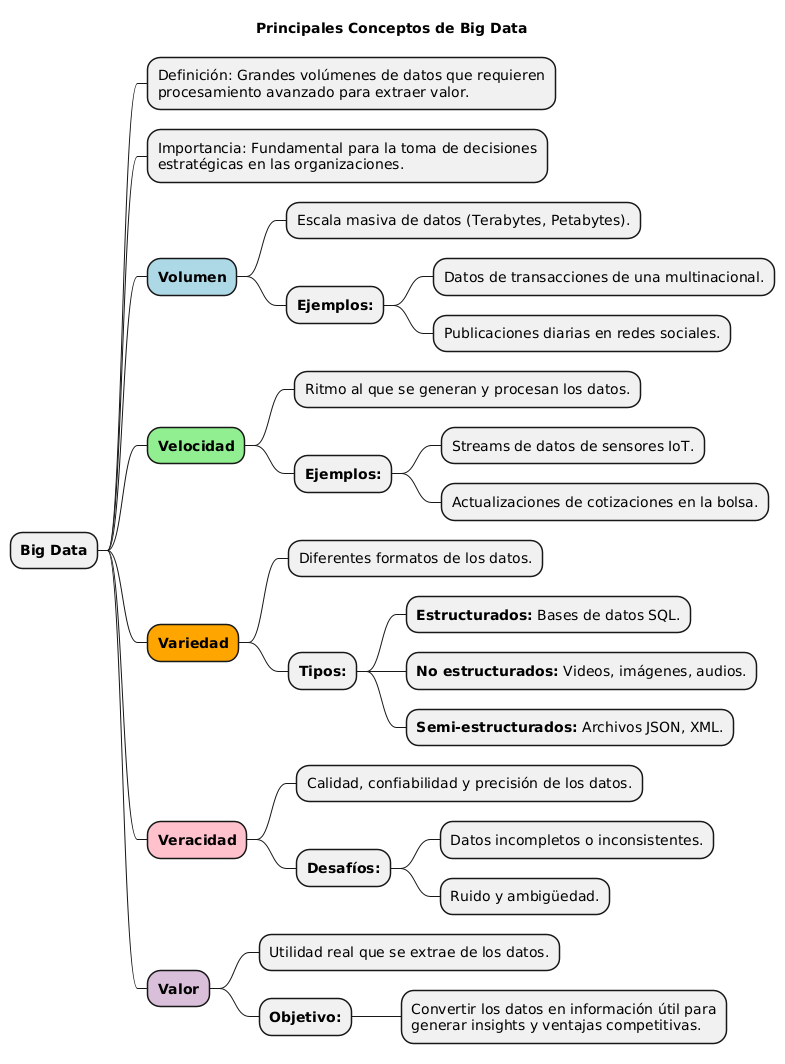 Principales Conceptos de Big Data
Definición: Grandes volúmenes de datos que requieren
procesamiento avanzado para extraer valor.
Importancia: Fundamental para la toma de decisiones
estratégicas en las organizaciones.
Escala masiva de datos (Terabytes, Petabytes).
Volumen
Datos de transacciones de una multinacional.
Ejemplos:
Publicaciones diarias en redes sociales.
Ritmo al que se generan y procesan los datos.
Velocidad
Streams de datos de sensores IoT.
Ejemplos:
Actualizaciones de cotizaciones en la bolsa.
Big Data
Diferentes formatos de los datos.
Variedad
Estructurados: Bases de datos SQL.
Tipos:
No estructurados: Videos, imágenes, audios.
Semi-estructurados: Archivos JSON, XML.
Calidad, confiabilidad y precisión de los datos.
Veracidad
Datos incompletos o inconsistentes.
Desafíos:
Ruido y ambigüedad.
Utilidad real que se extrae de los datos.
Valor
Objetivo:
Convertir los datos en información útil para
generar insights y ventajas competitivas.